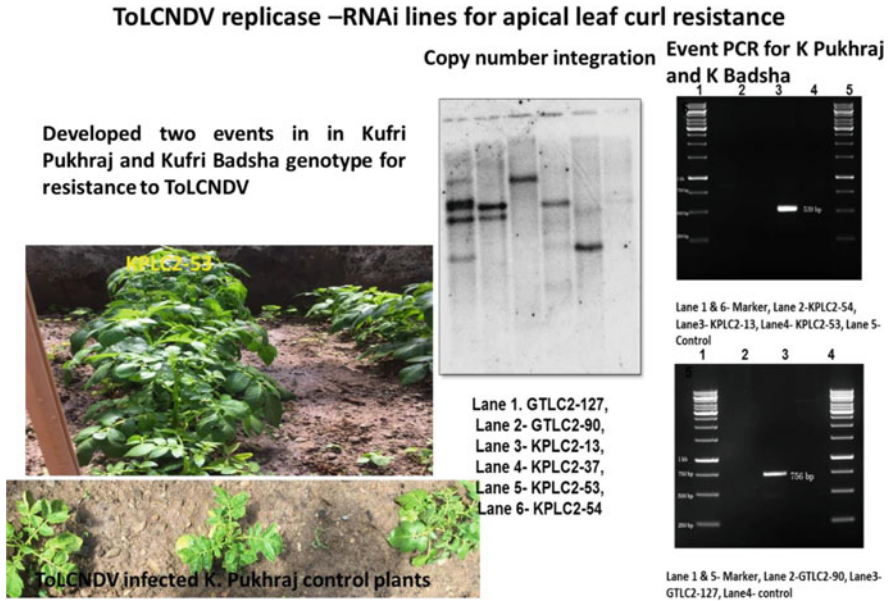 ToLCNDV replicase –RNAi lines for apical leaf curl resistance
Copy number integration
Event PCR for K Pukhraj
and K Badsha
Developed two events in in Kufri
Pukhraj and Kufri Badsha genotype for
resistance to ToLCNDV
KPLC2-53
ToLCNDV infected K. Pukhraj control plants
Lane 1. GTLC2-127,
Lane 2- GTLC2-90,
Lane 3- KPLC2-13,
Lane 4- KPLC2-37,
Lane 5- KPLC2-53,
Lane 6- KPLC2-54
1 2 3 4 5
539 bp
Lane 1 & 6- Marker, Lane 2-KPLC2-54,
Lane3- KPLC2-13, Lane4- KPLC2-53, Lane 5-
Control
1 2 3 4
756 bp
Lane 1 & 5- Marker, Lane 2-GTLC2-90, Lane3-
GTLC2-127, Lane4- control